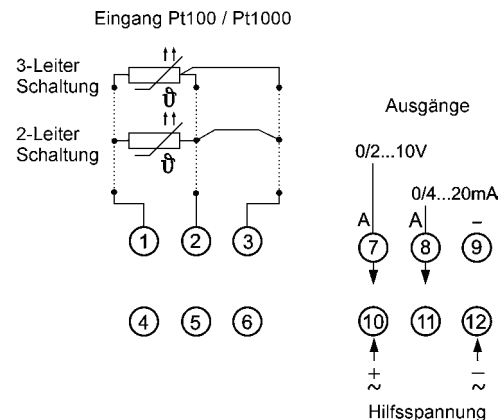 Eingang Pt100 / Pt1000
3-Leiter
Schaltung
ϑ
2-Leiter
Schaltung
ϑ
Ausgänge
0/2...10V
0/4...20mA
A A –
1 2 3 7 8 9
4 5 6 10 11 12
+ –
~ ~
Hilfsspannung